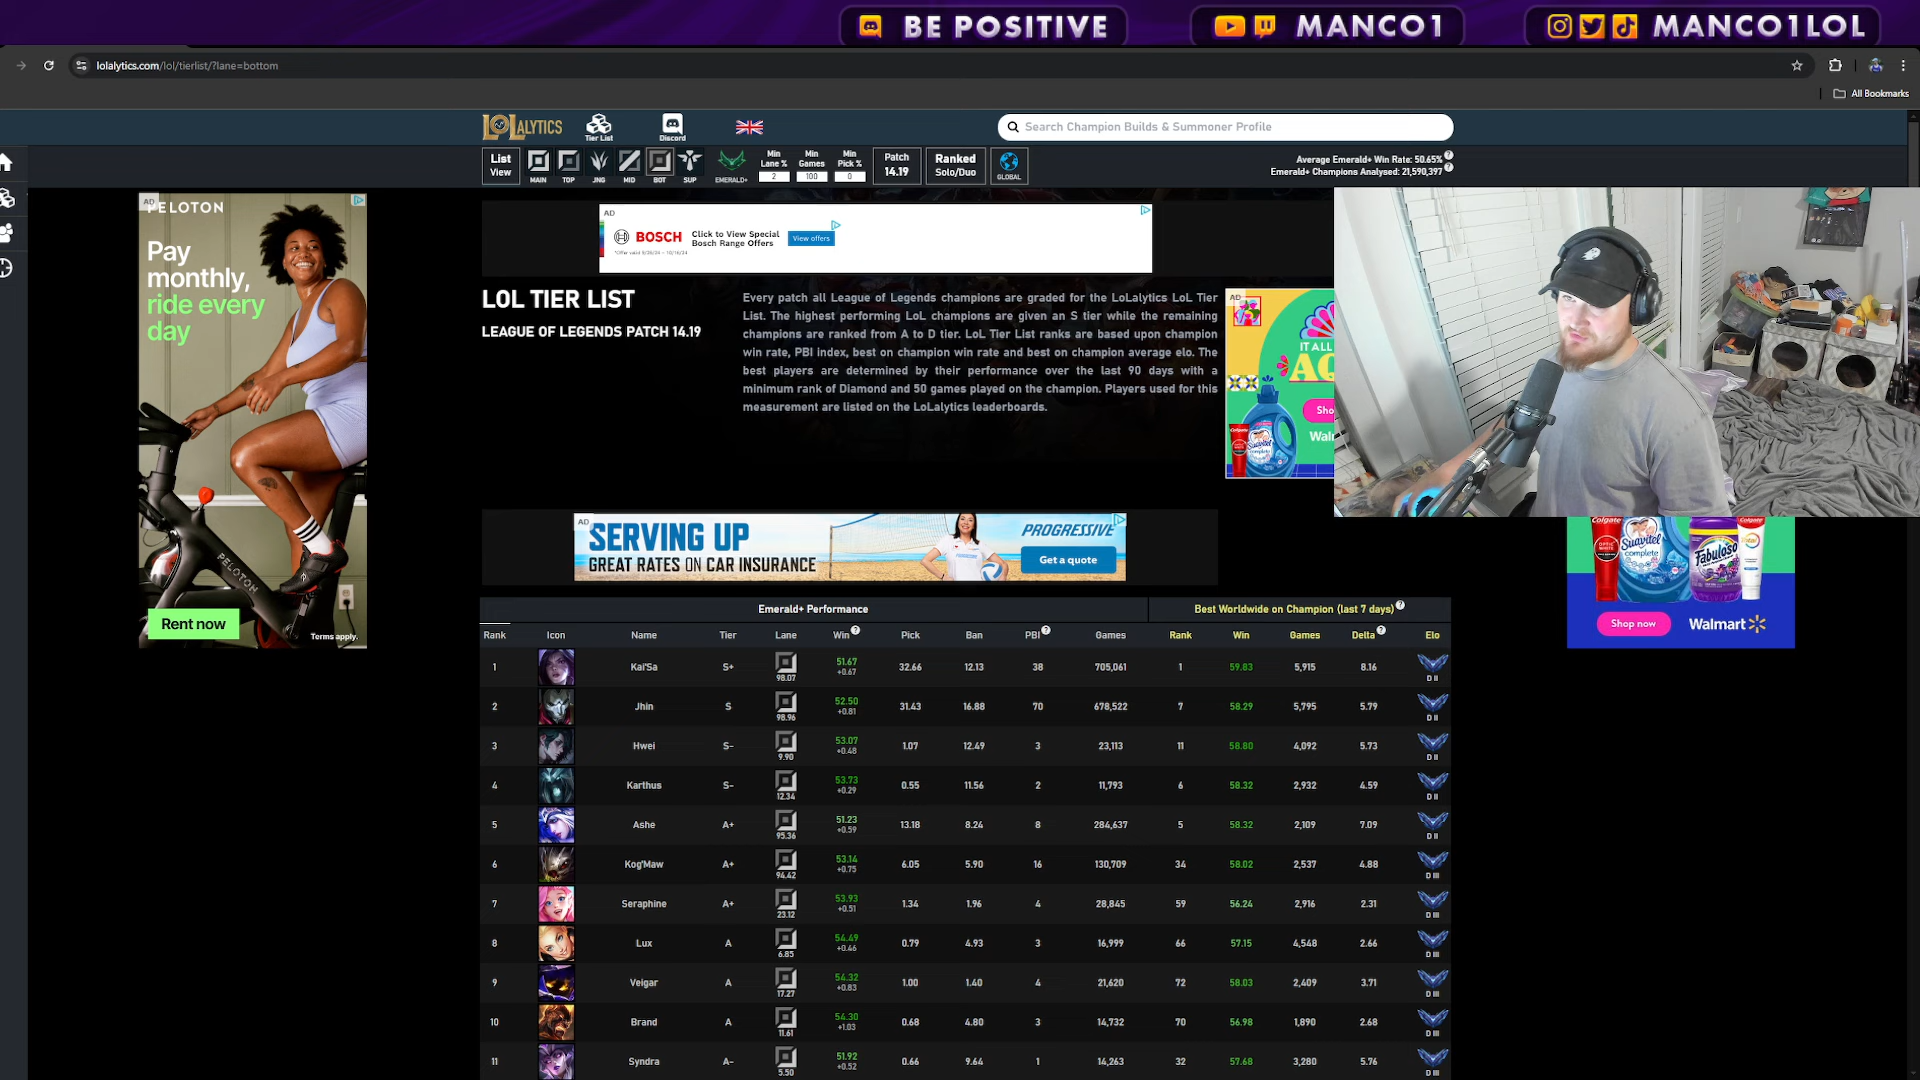 BE POSITIVE
MANCO1
MANCO1LOL
lolalytics.com/lol/tierlist/?lane=bottom
All Bookmarks
LOLALYTICS
Tier List
Discord
Search Champion Builds & Summoner Profile
List View
MAIN
TOP
JNG
MID
BOT
SUP
EMERALD+
Min Lane %
2
Min Games
100
Min Pick %
0
Patch 14.19
Ranked Solo/Duo
GLOBAL
Average Emerald+ Win Rate: 50.65%
Emerald+ Champions Analysed: 21,590,397
AD
PELOTON
Pay
monthly,
ride every
day
PELOTON
Rent now
Terms apply.
AD
BOSCH
Click to View Special
Bosch Range Offers
View offers
LOL TIER LIST
LEAGUE OF LEGENDS PATCH 14.19
Every patch all League of Legends champions are graded for the LoLalytics LoL Tier
List. The highest performing LoL champions are given an S tier while the remaining
champions are ranked from A to D tier. LoL Tier List ranks are based upon champion
win rate, PBI index, best on champion win rate and best on champion average elo. The
best players are determined by their performance over the last 90 days with a
minimum rank of Diamond and 50 games played on the champion. Players used for this
measurement are listed on the LoLalytics leaderboards.
AD
IT ALL
Sho
Wal
AD
SERVING UP
GREAT RATES ON CAR INSURANCE
PROGRESSIVE
Get a quote
Colgate
Suavitel
complete
Fabuloso
Colgate
Shop now
Walmart
Emerald+ Performance
Best Worldwide on Champion (last 7 days)
Rank Icon Name Tier Lane Win Pick Ban PBI Games Rank Win Games Delta Elo
1 Kai'Sa S+ 98.07 51.67 +0.67 32.66 12.13 38 705,061 1 59.83 5,915 8.16 D II
2 Jhin S 98.96 52.50 +0.81 31.43 16.88 70 678,522 7 58.29 5,795 5.79 D II
3 Hwei S- 9.90 53.07 +0.48 1.07 12.49 3 23,113 11 58.80 4,092 5.73 D II
4 Karthus S- 12.34 53.73 +0.29 0.55 11.56 2 11,793 6 58.32 2,932 4.59 D II
5 Ashe A+ 95.36 51.23 +0.59 13.18 8.24 8 284,637 5 58.32 2,109 7.09 D II
6 Kog'Maw A+ 94.42 53.14 +0.75 6.05 5.90 16 130,709 34 58.02 2,537 4.88 D III
7 Seraphine A+ 23.12 53.93 +0.51 1.34 1.96 4 28,845 59 56.24 2,916 2.31 D III
8 Lux A 6.85 54.49 +0.46 0.79 4.93 3 16,999 66 57.15 4,548 2.66 D III
9 Veigar A 17.27 54.32 +0.83 1.00 1.40 4 21,620 72 58.03 2,409 3.71 D III
10 Brand A 11.61 54.30 +1.03 0.68 4.80 3 14,732 70 56.98 1,890 2.68 D III
11 Syndra A- 5.50 51.92 +0.52 0.66 9.64 1 14,263 32 57.68 3,280 5.76 D III